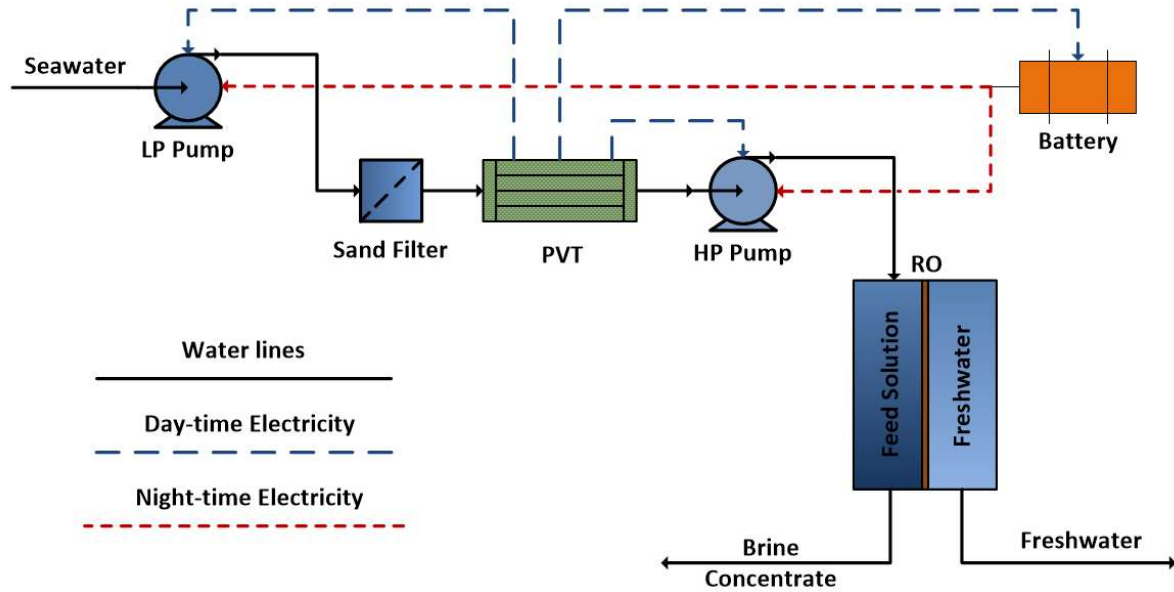 Seawater
LP Pump
Battery
Sand Filter
PVT
HP Pump
RO
Feed Solution
Freshwater
Water lines
Day-time Electricity
Night-time Electricity
Brine
Concentrate
Freshwater